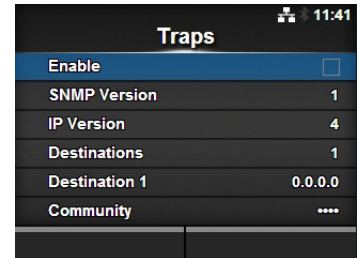 11:41
Traps
Enable
SNMP Version 1
IP Version 4
Destinations 1
Destination 1 0.0.0.0
Community ••••